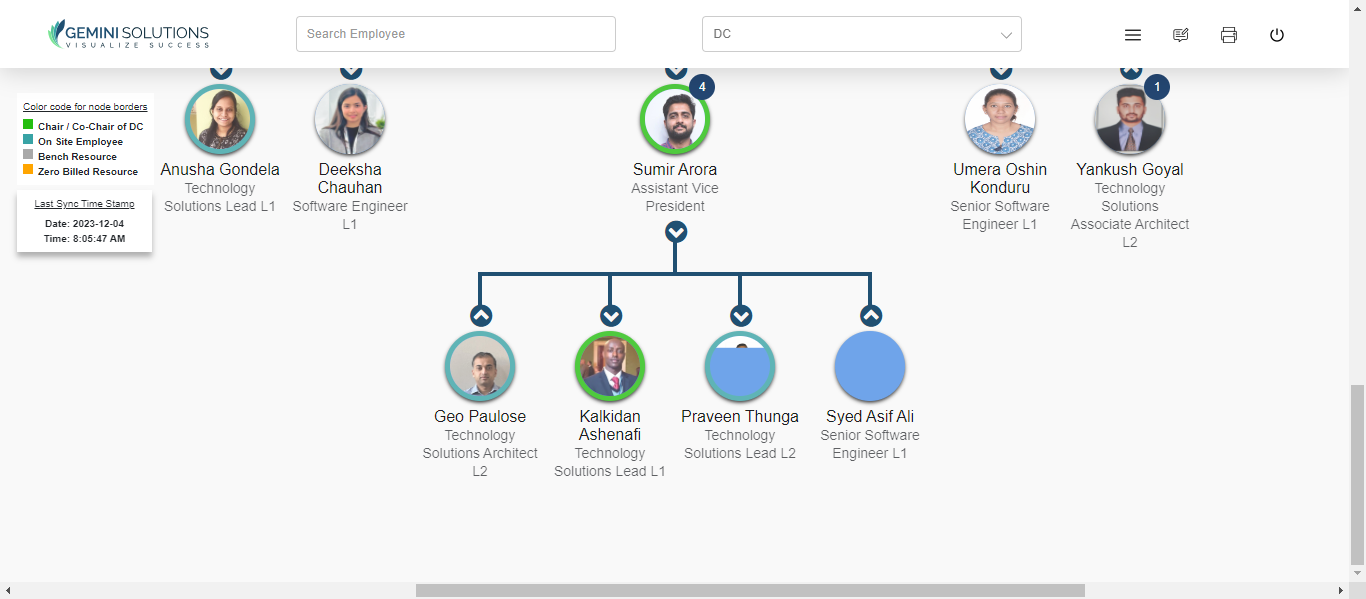 GEMINI SOLUTIONS
VISUALIZE SUCCESS
Search Employee
DC
Color code for node borders
Chair / Co-Chair of DC
On Site Employee
Bench Resource
Zero Billed Resource
Last Sync Time Stamp
Date: 2023-12-04
Time: 8:05:47 AM
Anusha Gondela
Technology
Solutions Lead L1
Deeksha
Chauhan
Software Engineer
L1
4
Sumir Arora
Assistant Vice
President
Umera Oshin
Konduru
Senior Software
Engineer L1
1
Yankush Goyal
Technology
Solutions
Associate Architect
L2
Geo Paulose
Technology
Solutions Architect
L2
Kalkidan
Ashenafi
Technology
Solutions Lead L1
Praveen Thunga
Technology
Solutions Lead L2
Syed Asif Ali
Senior Software
Engineer L1